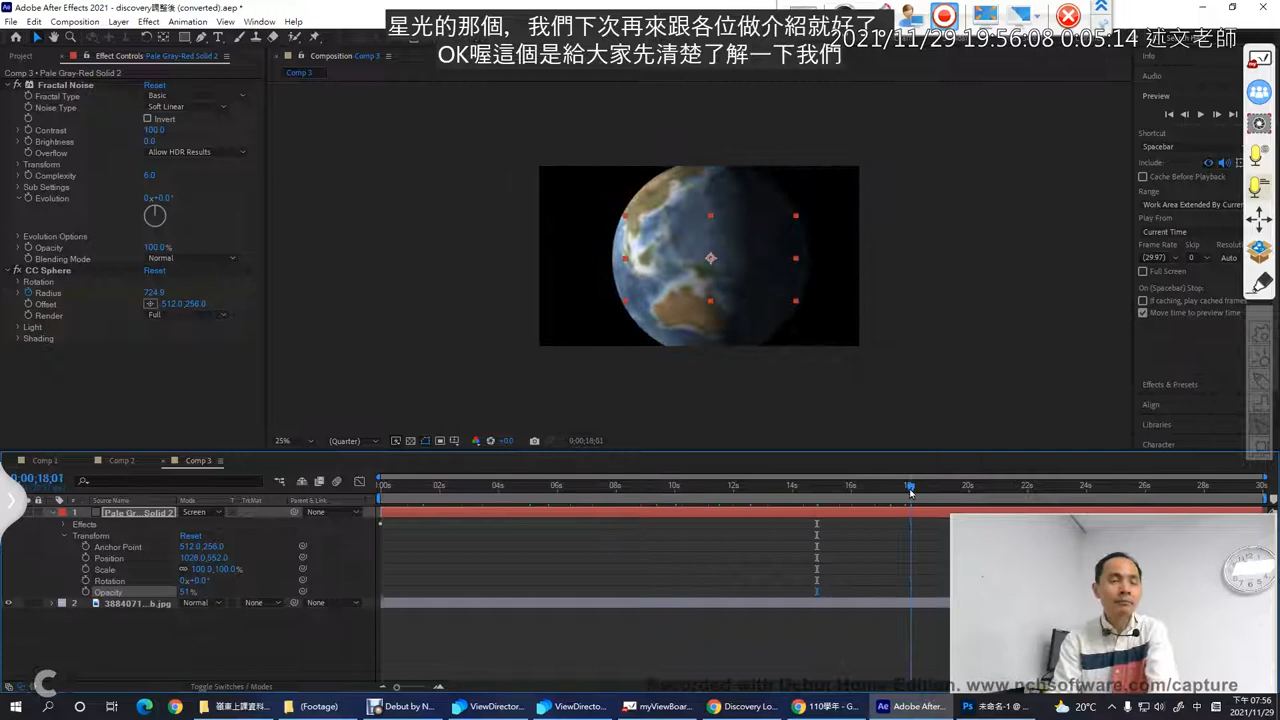 Adobe After Effects 2021 - discovery調整後 (converted).aep *
File Edit Composition Layer Effect Animation View Window Help
星光的那個，我們下次再來跟各位做介紹就好了。
OK喔這個是給大家先清楚了解一下我們
2021/11/29 19:56:08 0:05:14 述文老師
Project Effect Controls Pale Gray-Red Solid 2
Composition Comp 3
Comp 3
Comp 3 • Pale Gray-Red Solid 2
Fractal Noise Reset
Fractal Type Basic
Noise Type Soft Linear
Invert
Contrast 100.0
Brightness 0.0
Overflow Allow HDR Results
Transform
Complexity 6.0
Sub Settings
Evolution 0x+0.0°
Evolution Options
Opacity 100.0%
Blending Mode Normal
CC Sphere Reset
Rotation
Radius 724.9
Offset 512.0,256.0
Render Full
Light
Shading
Info
Audio
Preview
Shortcut
Spacebar
Include:
Cache Before Playback
Range
Work Area Extended By Current
Play From
Current Time
Frame Rate Skip Resolution
(29.97) 0 Auto
Full Screen
On (Spacebar) Stop:
If caching, play cached frames
Move time to preview time
Effects & Presets
Align
Libraries
Character
25% (Quarter) +0.0 0;00;18;01
Comp 1 Comp 2 Comp 3
0;00;18;01
:00s 02s 04s 06s 08s 10s 12s 14s 16s 18s 20s 22s 24s 26s 28s 30s
# Source Name Mode T TrkMat Parent & Link
1 Pale Gr...Solid 2 Screen None
Effects
Transform Reset
Anchor Point 512.0,256.0
Position 1028.0,552.0
Scale 100.0,100.0%
Rotation 0x+0.0°
Opacity 51%
2 3884071...b.jpg Normal None None
Toggle Switches / Modes
Recorded with Debut Home Edition. www.nchsoftware.com/capture
(Footage) Debut by N... ViewDirector... ViewDirecto... myViewBoar... Discovery Lo... 110學年 - G... Adobe After... 未命名-1 @... 20°C 中 下午 07:56
2021/11/29